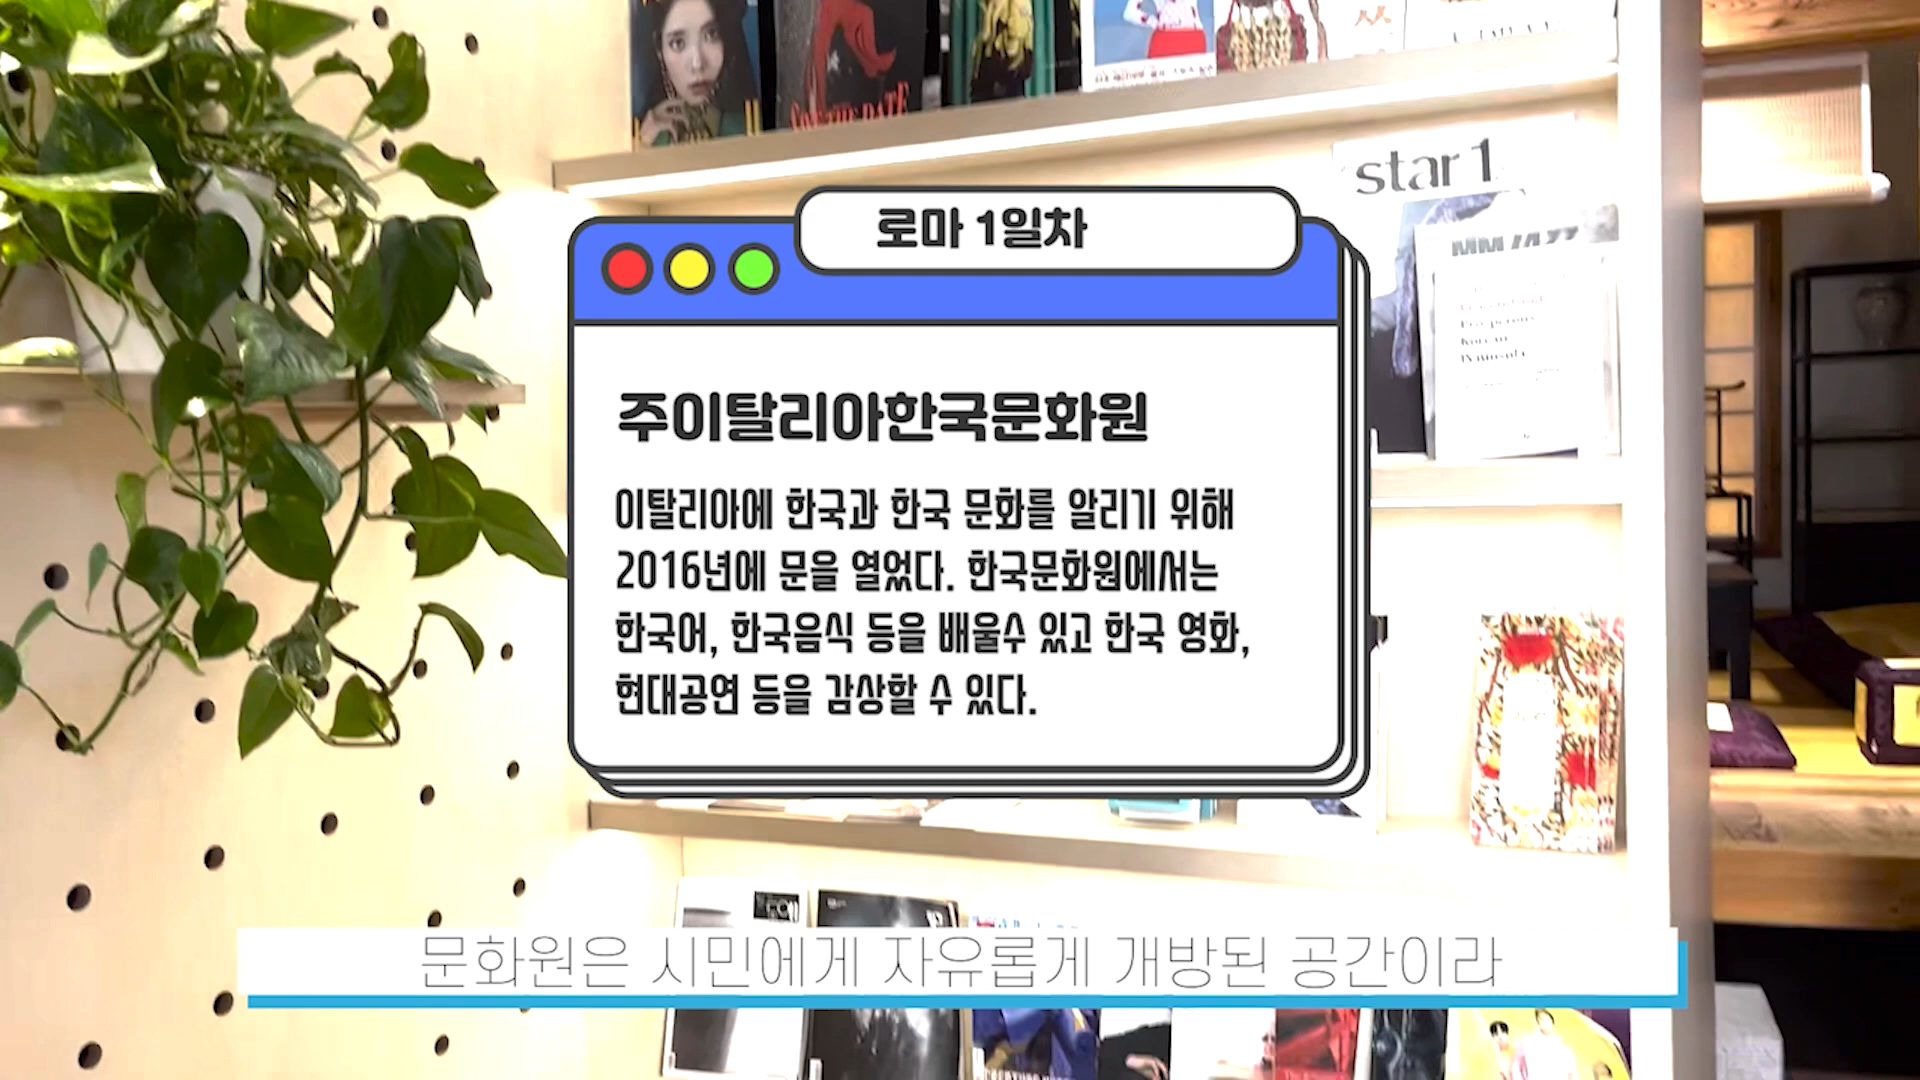 star 1
로마 1일차
주이탈리아한국문화원
이탈리아에 한국과 한국 문화를 알리기 위해
2016년에 문을 열었다. 한국문화원에서는
한국어, 한국음식 등을 배울수 있고 한국 영화,
현대공연 등을 감상할 수 있다.
문화원은 시민에게 자유롭게 개방된 공간이라